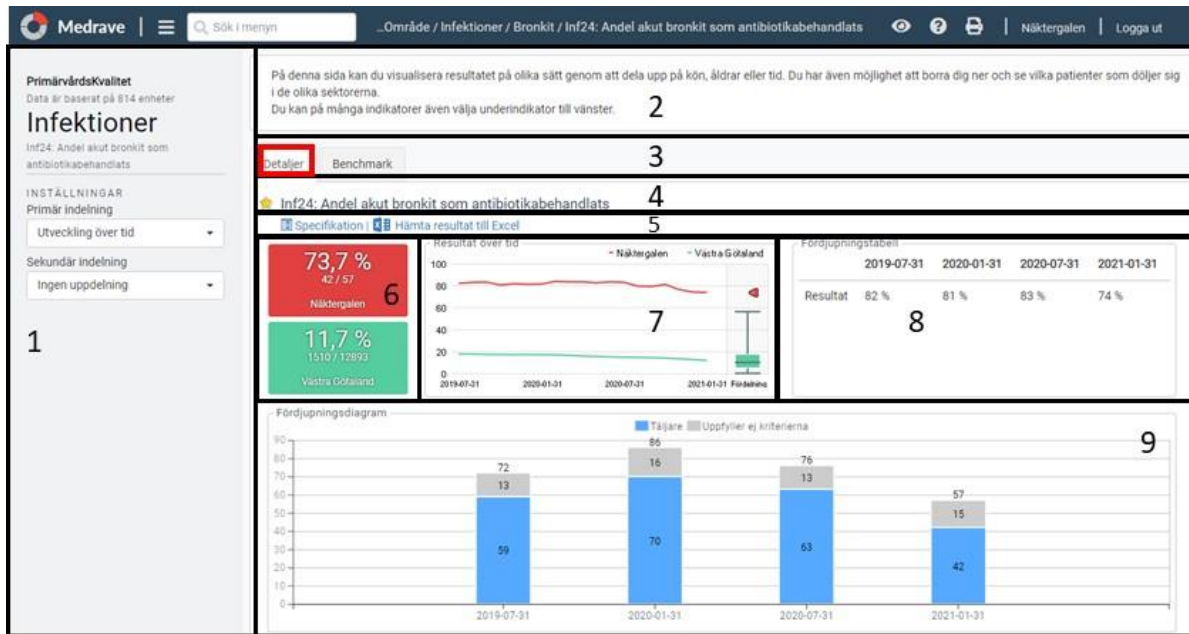 Medrave
Sök i menyn
...Område / Infektioner / Bronkit / Inf24: Andel akut bronkit som antibiotikabehandlats
Näktergalen
Logga ut
PrimärvårdsKvalitet
Data är baserat på 614 enheter
Infektioner
Inf24: Andel akut bronkit som
antibiotikabehandlats
INSTÄLLNINGAR
Primär indelning
Utveckling över tid
Sekundär indelning
Ingen uppdelning
1
På denna sida kan du visualisera resultatet på olika sätt genom att dela upp på kön, åldrar eller tid. Du har även möjlighet att borra dig ner och se vilka patienter som döljer sig
i de olika sektorerna.
Du kan på många indikatorer även välja underindikator till vänster.
2
Detaljer
Benchmark
3
Inf24: Andel akut bronkit som antibiotikabehandlats
4
Specifikation | Hämta resultat till Excel
5
73,7 %
42 / 57
Näktergalen
6
11,7 %
1510 / 12893
Västra Götaland
Resultat över tid
Näktergalen
Västra Götaland
100
80
60
40
20
0
2019-07-31
2020-01-31
2020-07-31
2021-01-31
Fördelning
7
Fördjupningstabell
2019-07-31 2020-01-31 2020-07-31 2021-01-31
Resultat 82 % 81 % 83 % 74 %
8
Fördjupningsdiagram
Täljare Uppfyller ej kriterierna
9
90
80
70
60
50
40
30
20
10
0
72
13
59
86
16
70
76
13
63
57
15
42
2019-07-31
2020-01-31
2020-07-31
2021-01-31